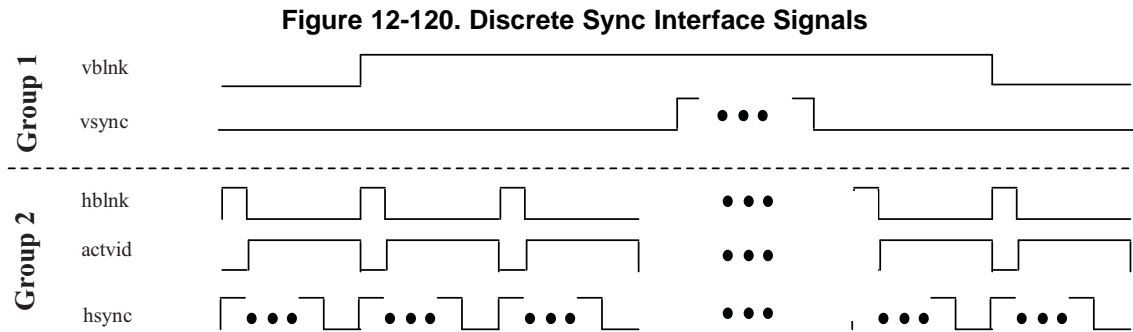 Figure 12-120. Discrete Sync Interface Signals
Group 1
vblnk
vsync
Group 2
hblnk
actvid
hsync